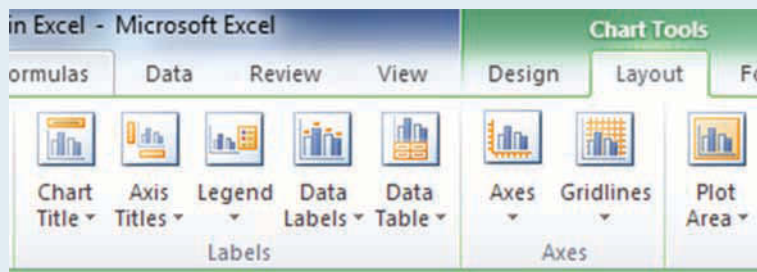 in Excel - Microsoft Excel Chart Tools
ormulas Data Review View Design Layout Fo
Chart Title Axis Titles Legend Data Labels Data Table Axes Gridlines Plot Area
Labels Axes